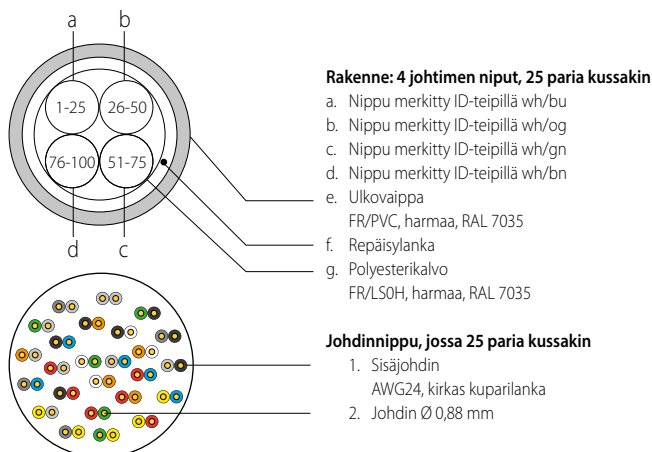 a b
1-25 26-50
76-100 51-75
d c
Rakenne: 4 johtimen niput, 25 paria kussakin
a. Nippu merkitty ID-teipillä wh/bu
b. Nippu merkitty ID-teipillä wh/og
c. Nippu merkitty ID-teipillä wh/gn
d. Nippu merkitty ID-teipillä wh/bn
e. Ulkovaippa
FR/PVC, harmaa, RAL 7035
f. Repäisylanka
g. Polyesterikalvo
FR/LS0H, harmaa, RAL 7035
Johdinnippu, jossa 25 paria kussakin
1. Sisäjohdin
AWG24, kirkas kuparilanka
2. Johdin Ø 0,88 mm